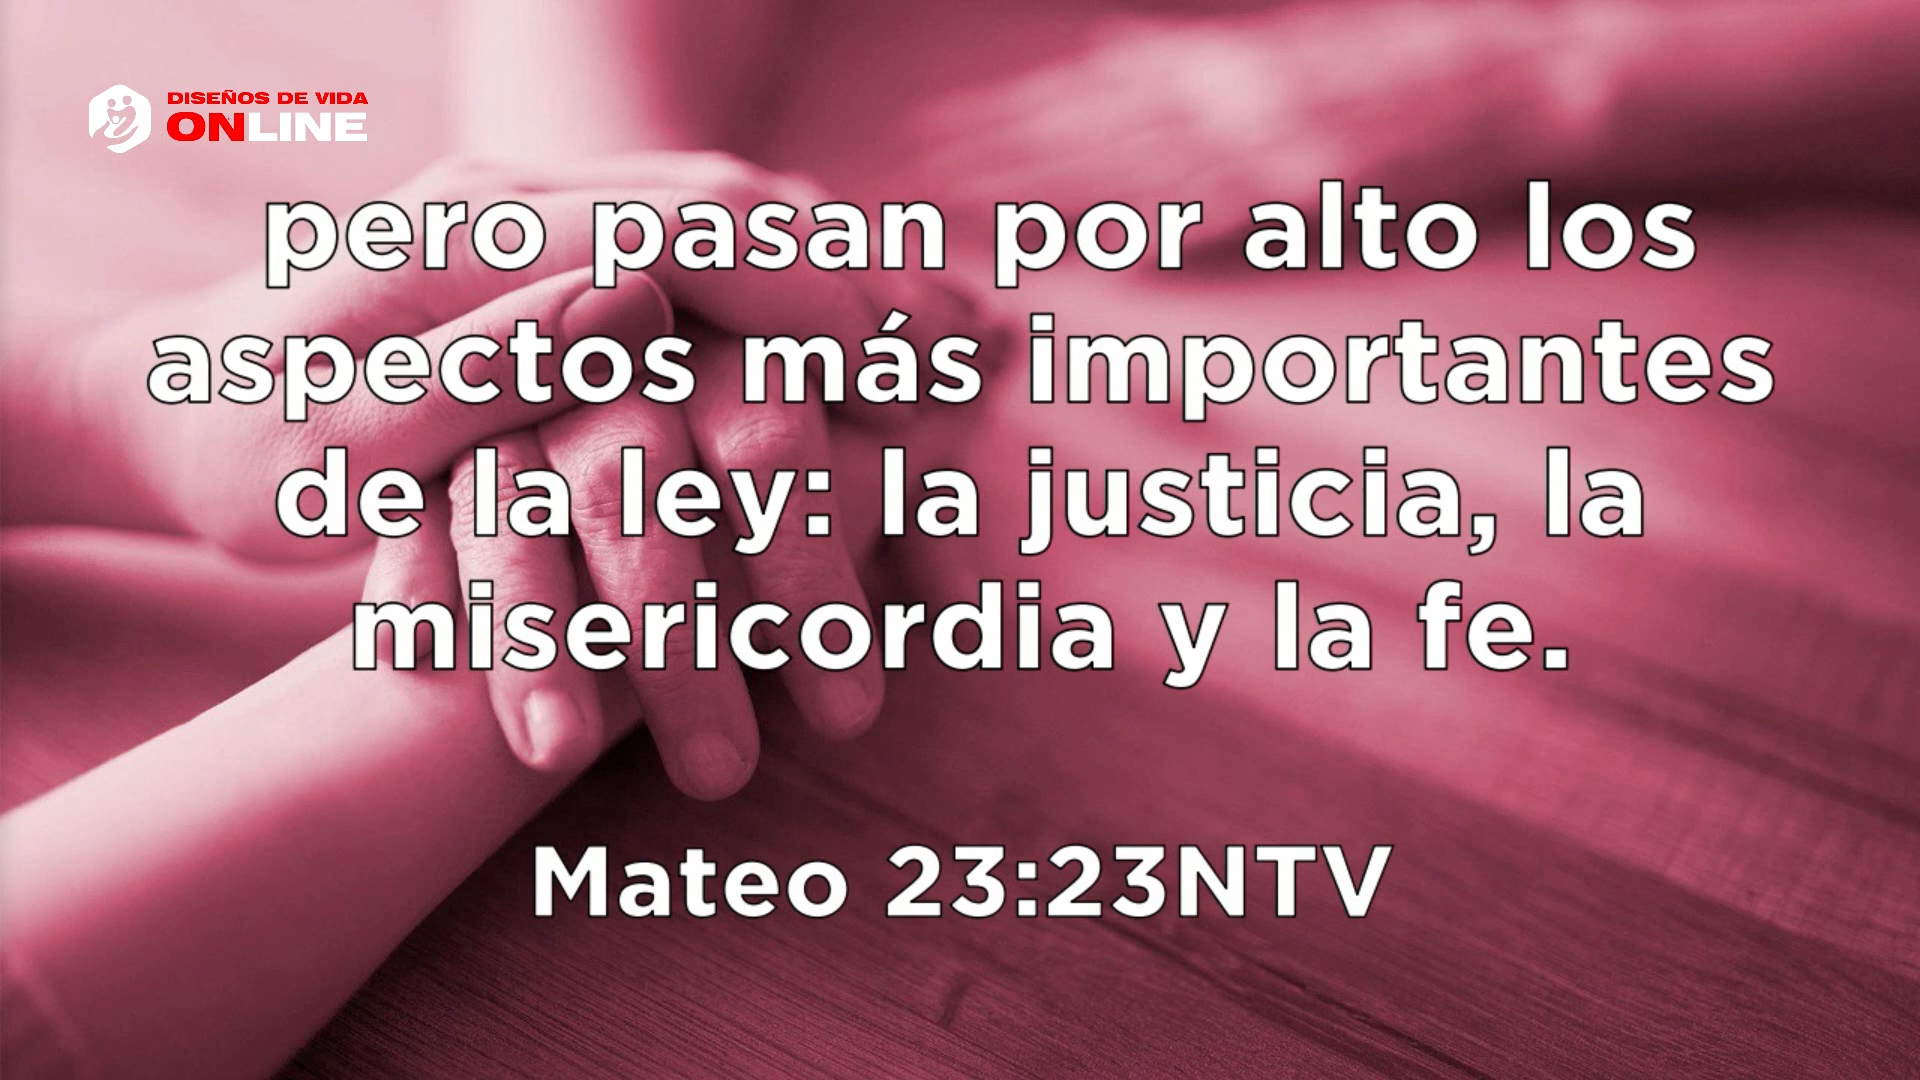 DISEÑOS DE VIDA
ONLINE
pero pasan por alto los
aspectos más importantes
de la ley: la justicia, la
misericordia y la fe.
Mateo 23:23NTV